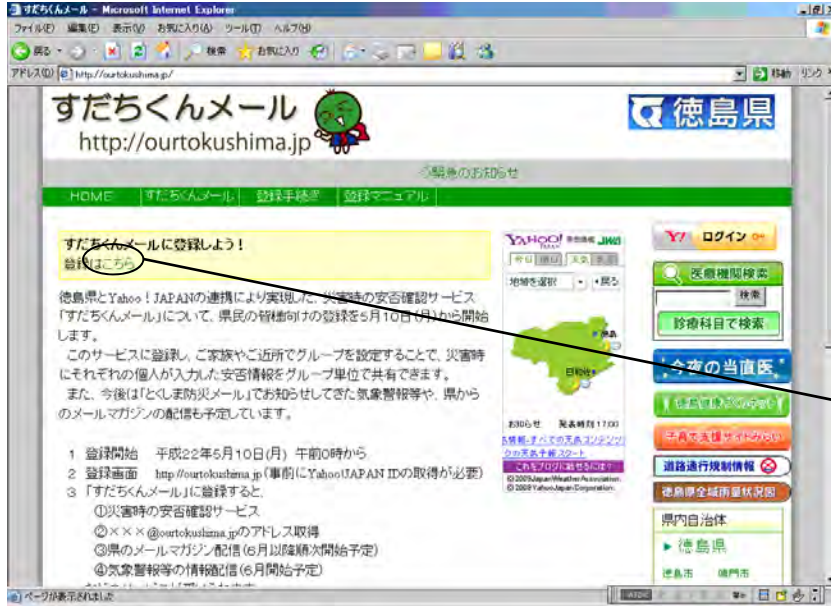 すだちくんメール - Microsoft Internet Explorer
ファイル(F) 編集(E) 表示(V) お気に入り(A) ツール(T) ヘルプ(H)
戻る 検索 お気に入り
アドレス(D) http://ourtokushima.jp/ 移動 リンク
すだちくんメール
http://ourtokushima.jp
徳島県
◇緊急のお知らせ
HOME すだちくんメール 登録手続き 登録マニュアル
すだちくんメールに登録しよう!
登録はこちら
徳島県とYahoo!JAPANの連携により実現した、災害時の安否確認サービス
「すだちくんメール」について、県民の皆様向けの登録を5月10日(月)から開始
します。
このサービスに登録し、ご家族やご近所でグループを設定することで、災害時
にそれぞれの個人が入力した安否情報をグループ単位で共有できます。
また、今後は「とくしま防災メール」でお知らせしてきた気象警報等や、県から
のメールマガジンの配信も予定しています。
1 登録開始 平成22年5月10日(月) 午前0時から
2 登録画面 http://ourtokushima.jp(事前にYahooUAPAN IDの取得が必要)
3 「すだちくんメール」に登録すると、
①災害時の安否確認サービス
②×××@ourtokushima.jpのアドレス取得
③県のメールマガジン配信(6月以降順次開始予定)
④気象警報等の情報配信(6月開始予定)
YAHOO! JWA
今日 明日 天気
地域を選択 戻る
徳島
日和佐
お知らせ 発表時刻 17:00
これをブログに貼せるには?
©2009 Japan Weather Association.
©2009 Yahoo Japan Corporation.
Y! ログイン
医療機関検索
検索
診療科目で検索
今夜の当直医
子育て支援サイトみらい
道路通行規制情報
徳島県全域雨量状況図
県内自治体
徳島県
徳島市 鳴門市
ページが表示されました